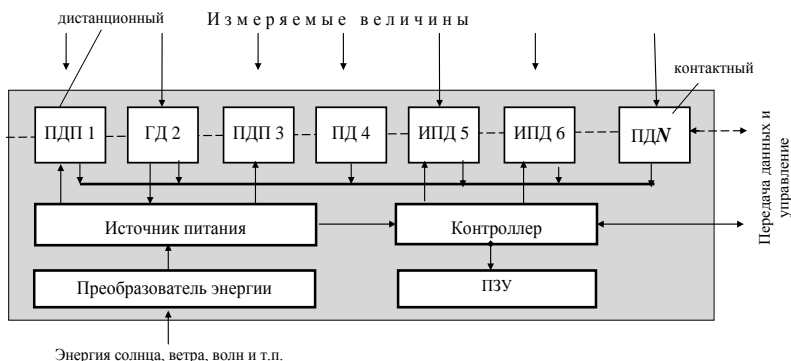 дистанционный
Измеряемые величины
контактный
ПДП 1
ГД 2
ПДП 3
ПД 4
ИПД 5
ИПД 6
ПДN
Источник питания
Контроллер
Преобразователь энергии
ПЗУ
Передача данных и
управление
Энергия солнца, ветра, волн и т.п.